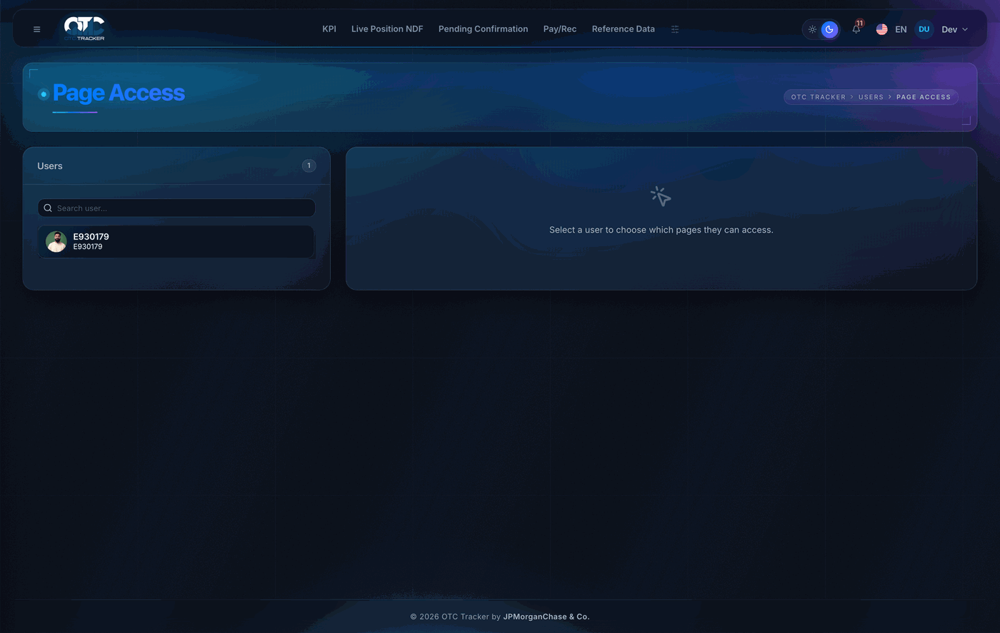 OTC
OTC TRACKER
KPI
Live Position NDF
Pending Confirmation
Pay/Rec
Reference Data
11
EN
DU
Dev
Page Access
OTC TRACKER > USERS > PAGE ACCESS
Users
1
Search user...
E930179
E930179
Select a user to choose which pages they can access.
© 2026 OTC Tracker by JPMorganChase & Co.